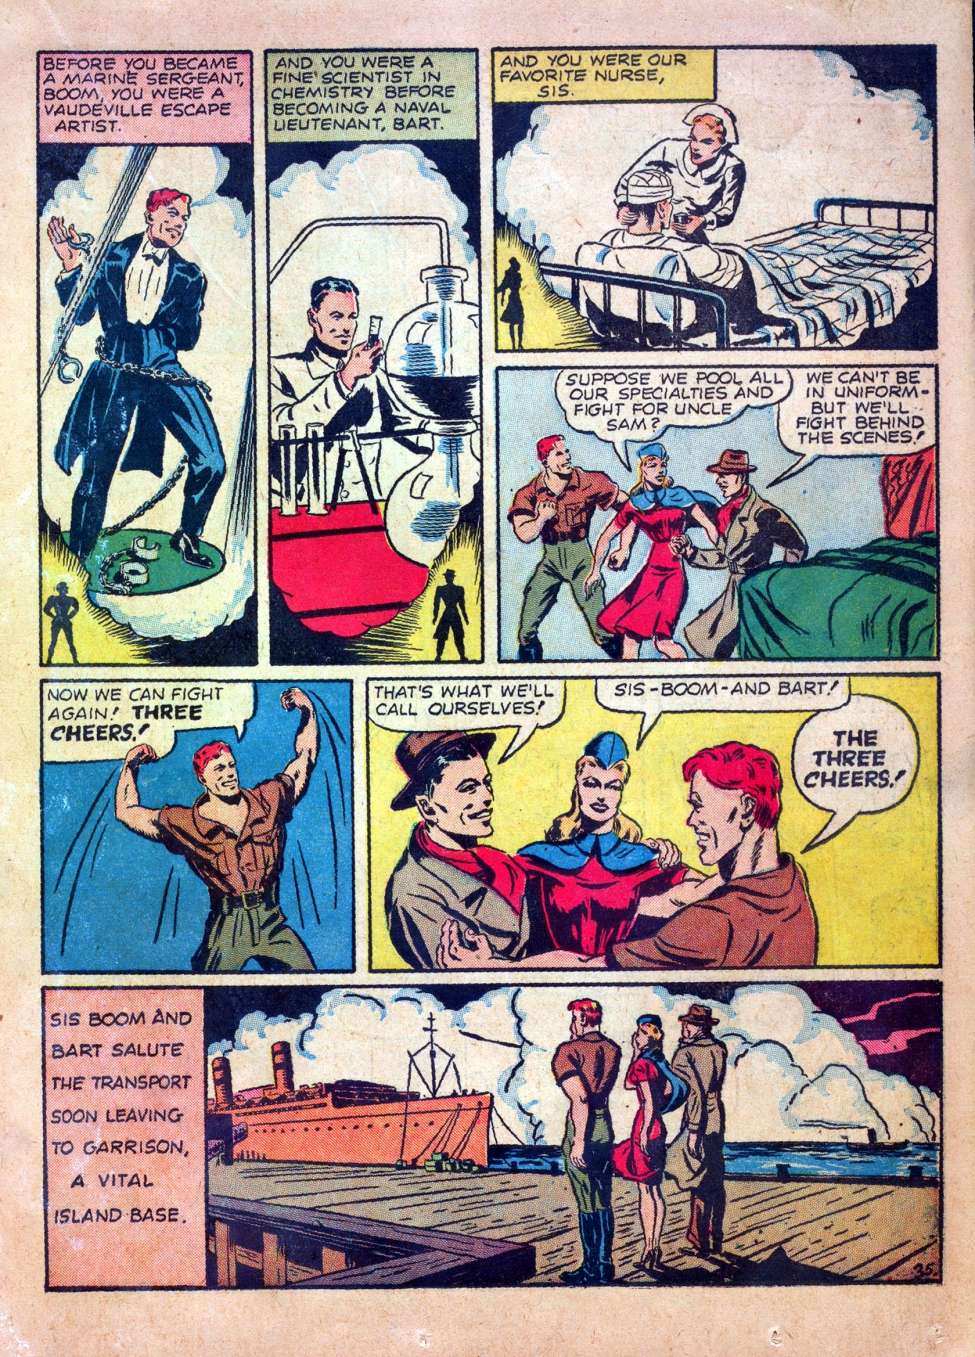 BEFORE YOU BECAME
A MARINE SERGEANT,
BOOM, YOU WERE A
VAUDEVILLE ESCAPE
ARTIST.
AND YOU WERE A
FINE SCIENTIST IN
CHEMISTRY BEFORE
BECOMING A NAVAL
LIEUTENANT, BART.
AND YOU WERE OUR
FAVORITE NURSE,
SIS.
SUPPOSE WE POOL ALL
OUR SPECIALTIES AND
FIGHT FOR UNCLE
SAM?
WE CAN'T BE
IN UNIFORM-
BUT WE'LL
FIGHT BEHIND
THE SCENES!
NOW WE CAN FIGHT
AGAIN! THREE
CHEERS!
THAT'S WHAT WE'LL
CALL OURSELVES!
SIS-BOOM-AND BART!
THE
THREE
CHEERS!
SIS BOOM AND
BART SALUTE
THE TRANSPORT
SOON LEAVING
TO GARRISON,
A VITAL
ISLAND BASE.
35.